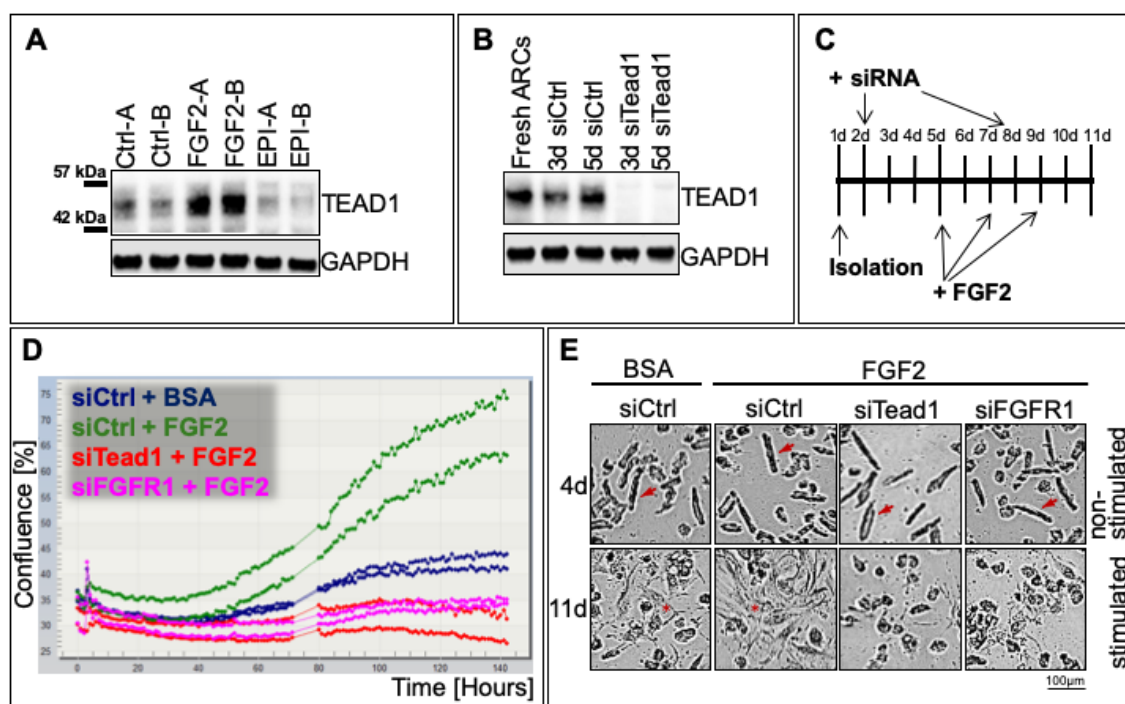 A
Ctrl-A
Ctrl-B
FGF2-A
FGF2-B
EPI-A
EPI-B
57 kDa
42 kDa
TEAD1
GAPDH
B
Fresh ARCs
3d siCtrl
5d siCtrl
3d siTead1
5d siTead1
TEAD1
GAPDH
C
+ siRNA
1d 2d 3d 4d 5d 6d 7d 8d 9d 10d 11d
Isolation
+ FGF2
D
siCtrl + BSA
siCtrl + FGF2
siTead1 + FGF2
siFGFR1 + FGF2
Confluence [%]
75
70
65
60
55
50
45
40
35
30
25
0 20 40 60 80 100 120 140
Time [Hours]
E
BSA FGF2
siCtrl siCtrl siTead1 siFGFR1
4d
non-
stimulated
11d
*
*
stimulated
100μm